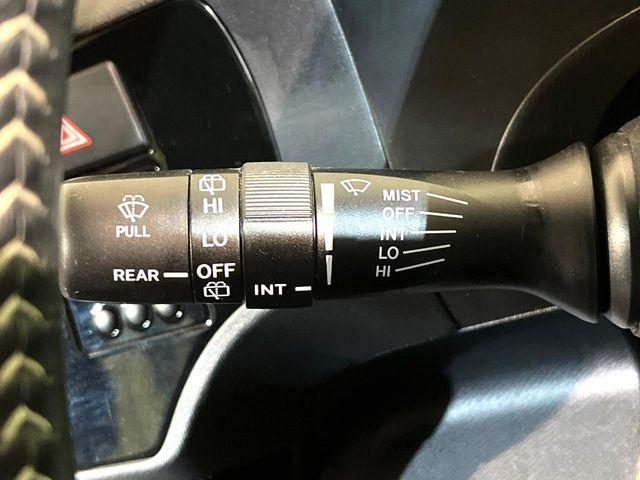 PULL
REAR
HI
LO
OFF
INT
MIST
OFF
INT
LO
HI